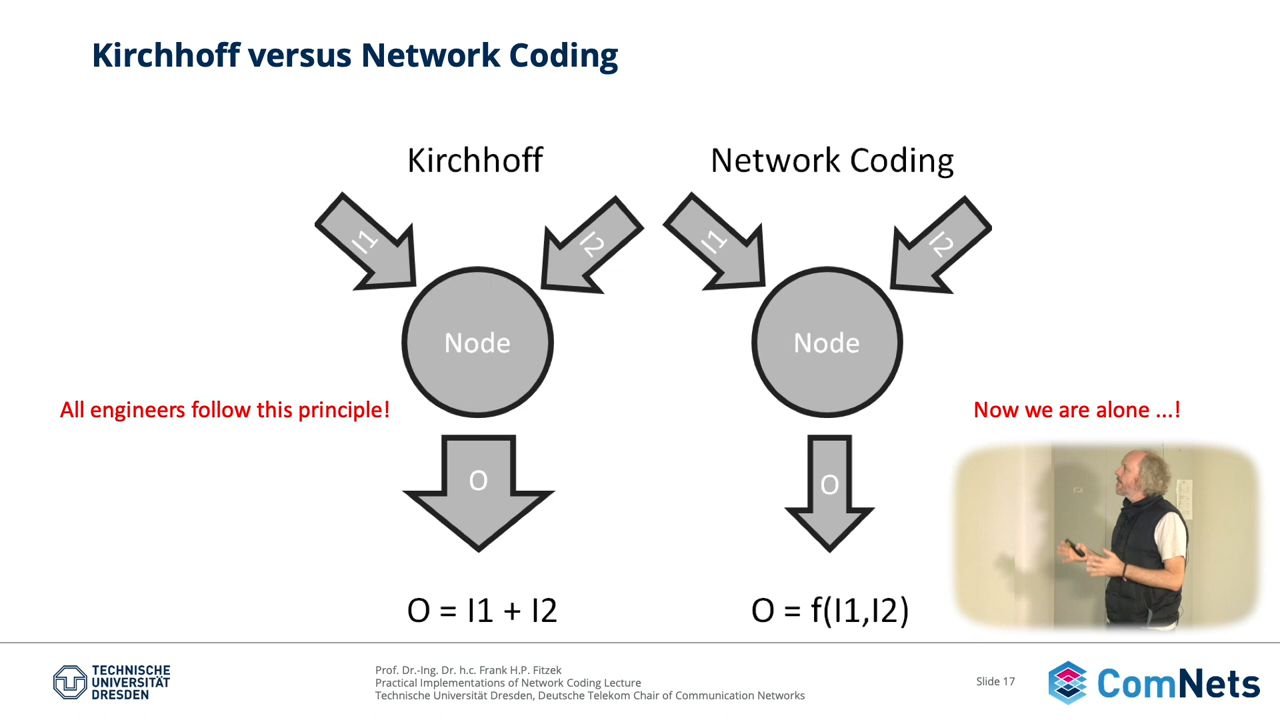 Kirchhoff versus Network Coding
Kirchhoff
Network Coding
I1
I2
I1
I2
Node
Node
All engineers follow this principle!
Now we are alone ...!
O
O
O = I1 + I2
O = f(I1,I2)
TECHNISCHE
UNIVERSITÄT
DRESDEN
Prof. Dr.-Ing. Dr. h.c. Frank H.P. Fitzek
Practical Implementations of Network Coding Lecture
Technische Universität Dresden, Deutsche Telekom Chair of Communication Networks
Slide 17
ComNets